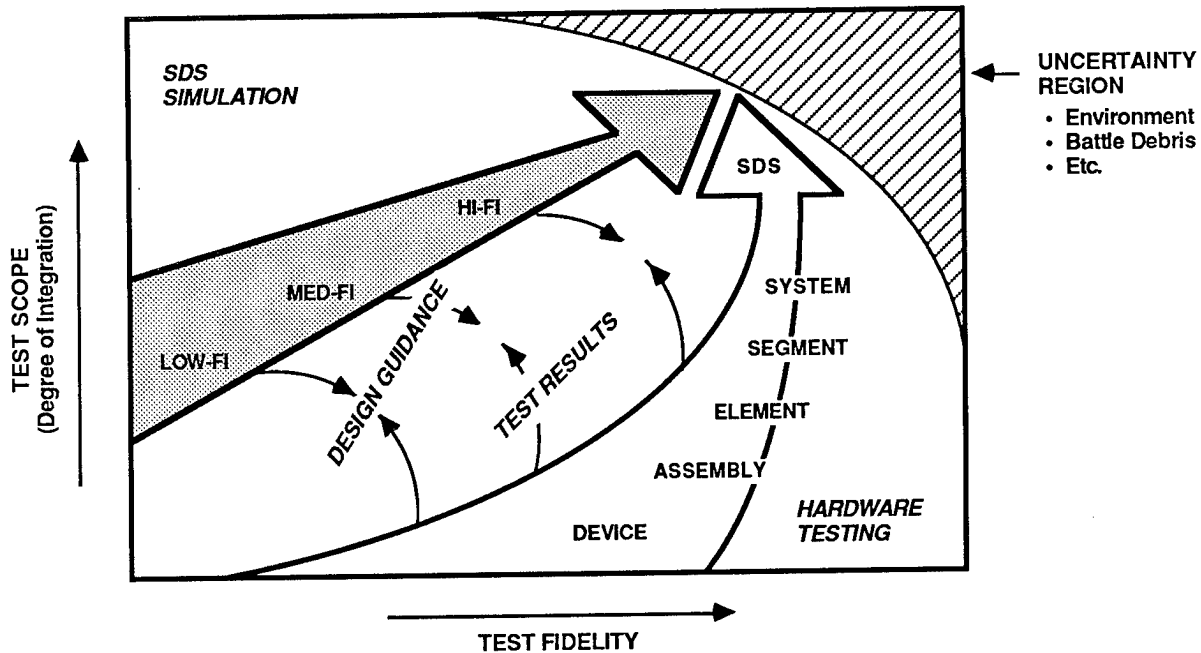 SDS
SIMULATION
UNCERTAINTY
REGION
• Environment
• Battle Debris
• Etc.
SDS
HI-FI
MED-FI
LOW-FI
DESIGN GUIDANCE
TEST RESULTS
SYSTEM
SEGMENT
ELEMENT
ASSEMBLY
DEVICE
HARDWARE
TESTING
TEST SCOPE
(Degree of Integration)
TEST FIDELITY